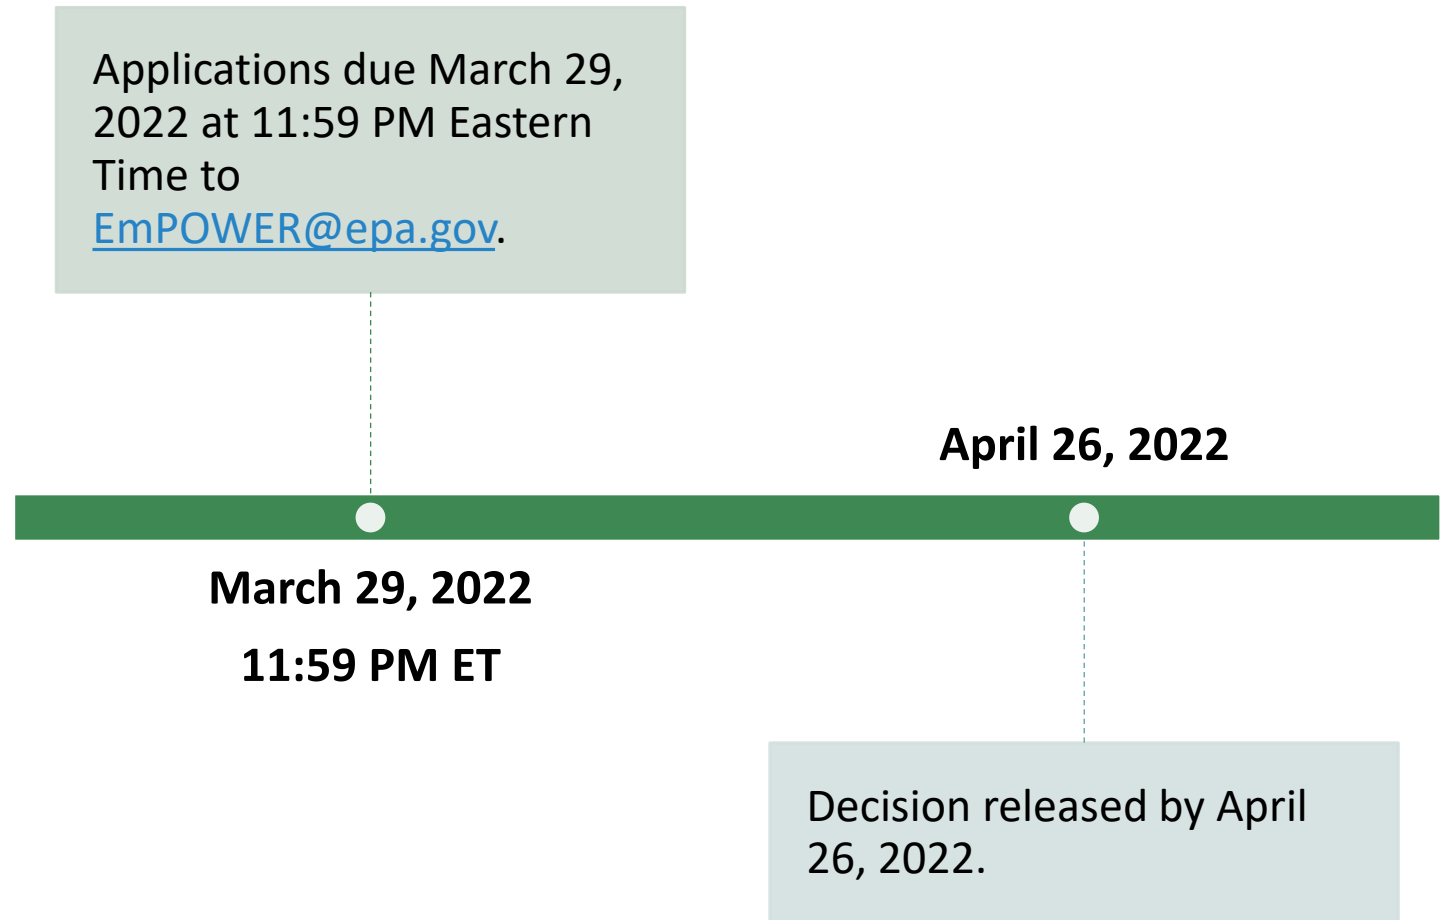 Applications due March 29,
2022 at 11:59 PM Eastern
Time to
EmPOWER@epa.gov.
April 26, 2022
March 29, 2022
11:59 PM ET
Decision released by April
26, 2022.